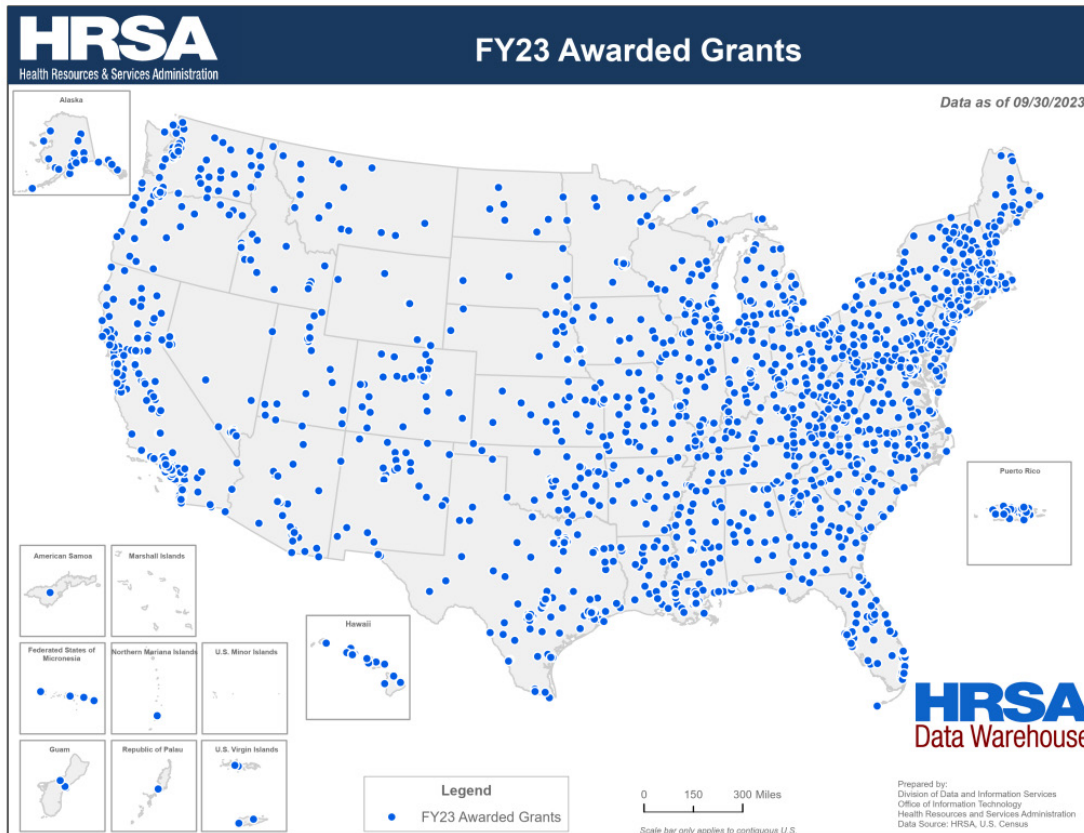 HRSA
Health Resources & Services Administration
FY23 Awarded Grants
Data as of 09/30/2023
Alaska
Puerto Rico
American Samoa
Marshall Islands
Hawaii
Federated States of
Micronesia
Northern Mariana Islands
U.S. Minor Islands
Guam
Republic of Palau
U.S. Virgin Islands
Legend
FY23 Awarded Grants
0 150 300 Miles
Scale bar only applies to contiguous U.S.
HRSA
Data Warehouse
Prepared by:
Division of Data and Information Services
Office of Information Technology
Health Resources and Services Administration
Data Source: HRSA, U.S. Census